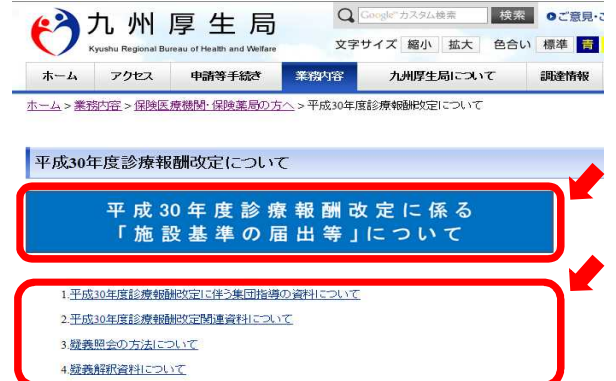 九州厚生局
Kyushu Regional Bureau of Health and Welfare
Google カスタム検索 検索 ご意見・ご
文字サイズ 縮小 拡大 色合い 標準 青
ホーム アクセス 申請等手続き 業務内容 九州厚生局について 調達情報
ホーム > 業務内容 > 保険医療機関・保険薬局の方へ > 平成30年度診療報酬改定について
平成30年度診療報酬改定について
平成30年度診療報酬改定に係る
「施設基準の届出等」について
1.平成30年度診療報酬改定に伴う集団指導の資料について
2.平成30年度診療報酬改定関連資料について
3.疑義照会の方法について
4.疑義解釈資料について